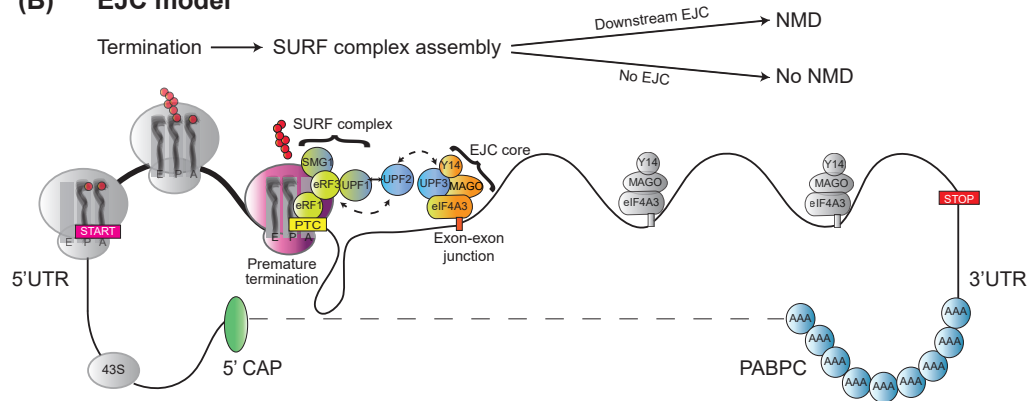 (B) EJC model
Termination
SURF complex assembly
Downstream EJC
NMD
No EJC
No NMD
SURF complex
EJC core
SMG1
eRF3
UPF1
UPF2
UPF3
Y14
MAGO
eIF4A3
eRF1
PTC
E P A
Premature
termination
Exon-exon
junction
E P A
START
E P A
5'UTR
43S
5' CAP
Y14
MAGO
eIF4A3
Y14
MAGO
eIF4A3
STOP
3'UTR
PABPC
AAA
AAA
AAA
AAA
AAA
AAA
AAA
AAA
AAA